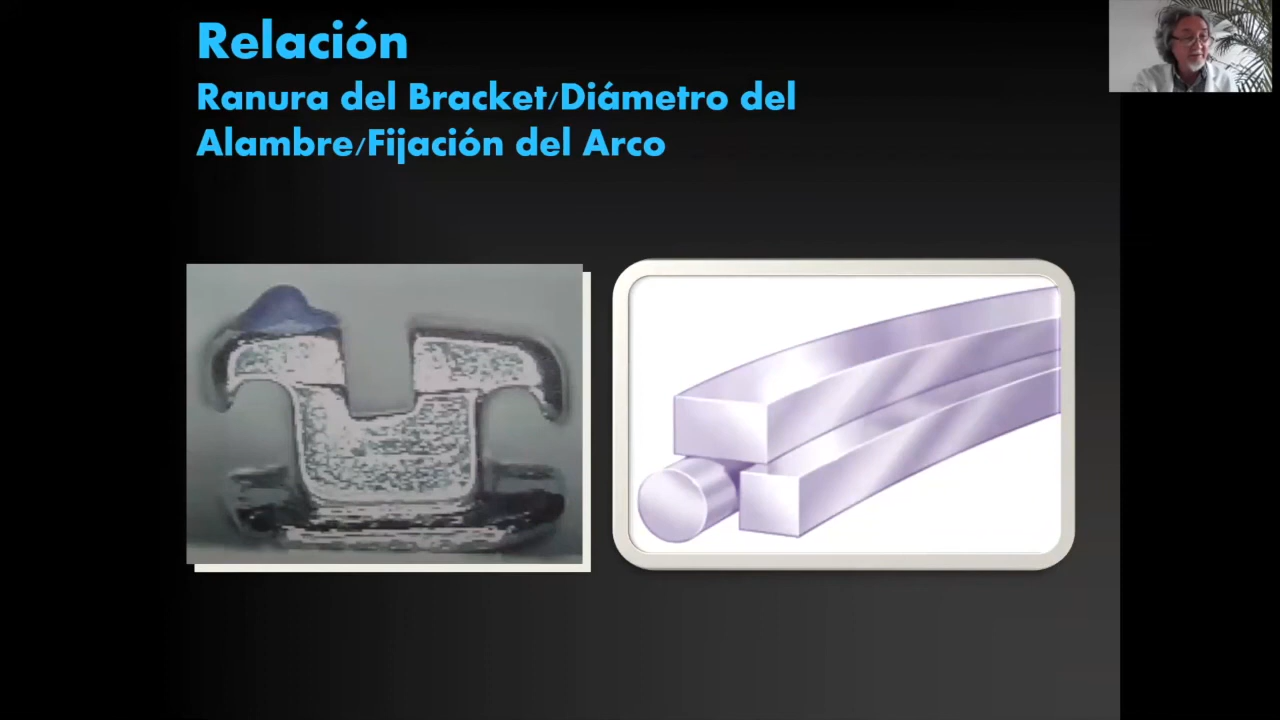 Relación
Ranura del Bracket/Diámetro del
Alambre/Fijación del Arco